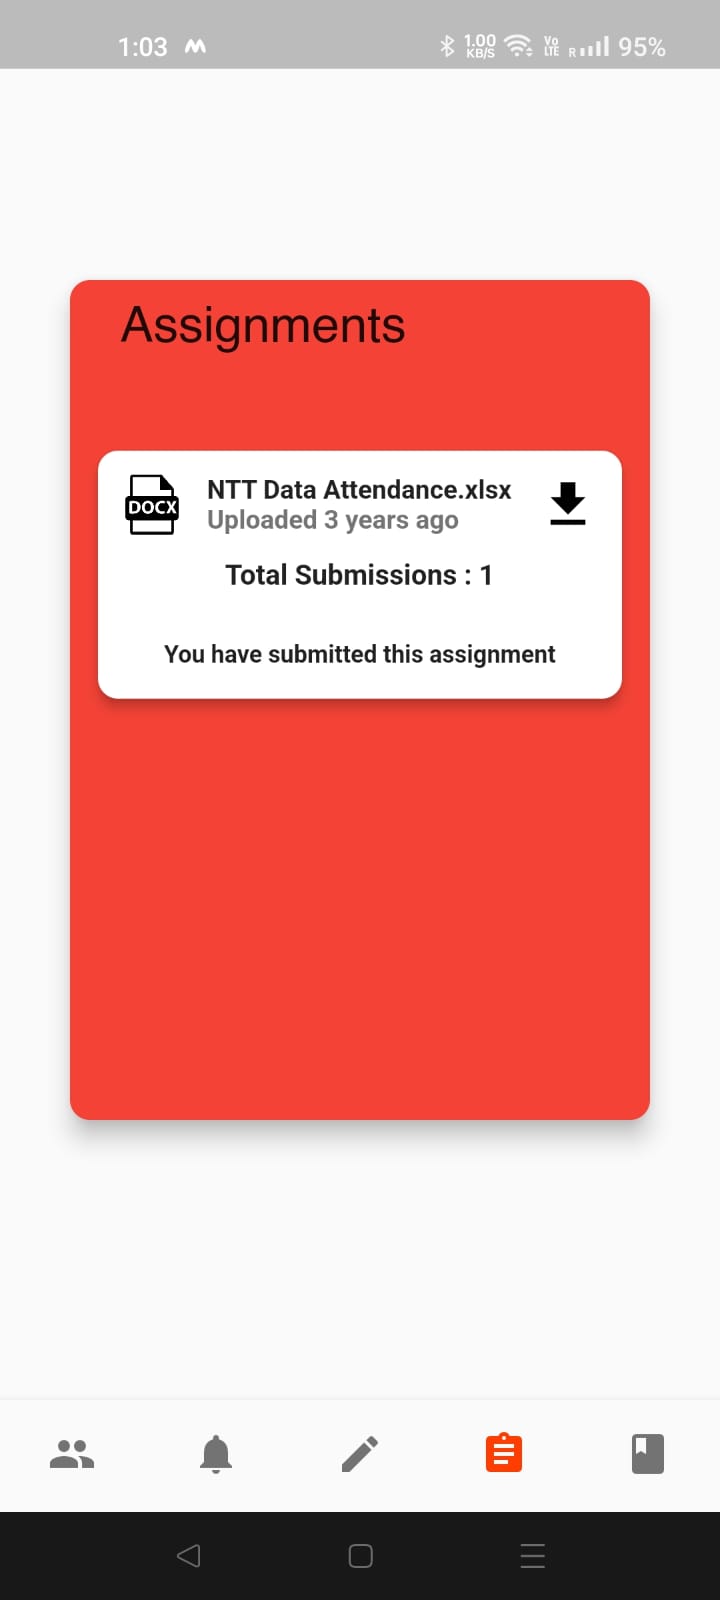 1:03 1.00 KB/S Vo LTE R 95%
Assignments
DOCX NTT Data Attendance.xlsx
Uploaded 3 years ago
Total Submissions : 1
You have submitted this assignment